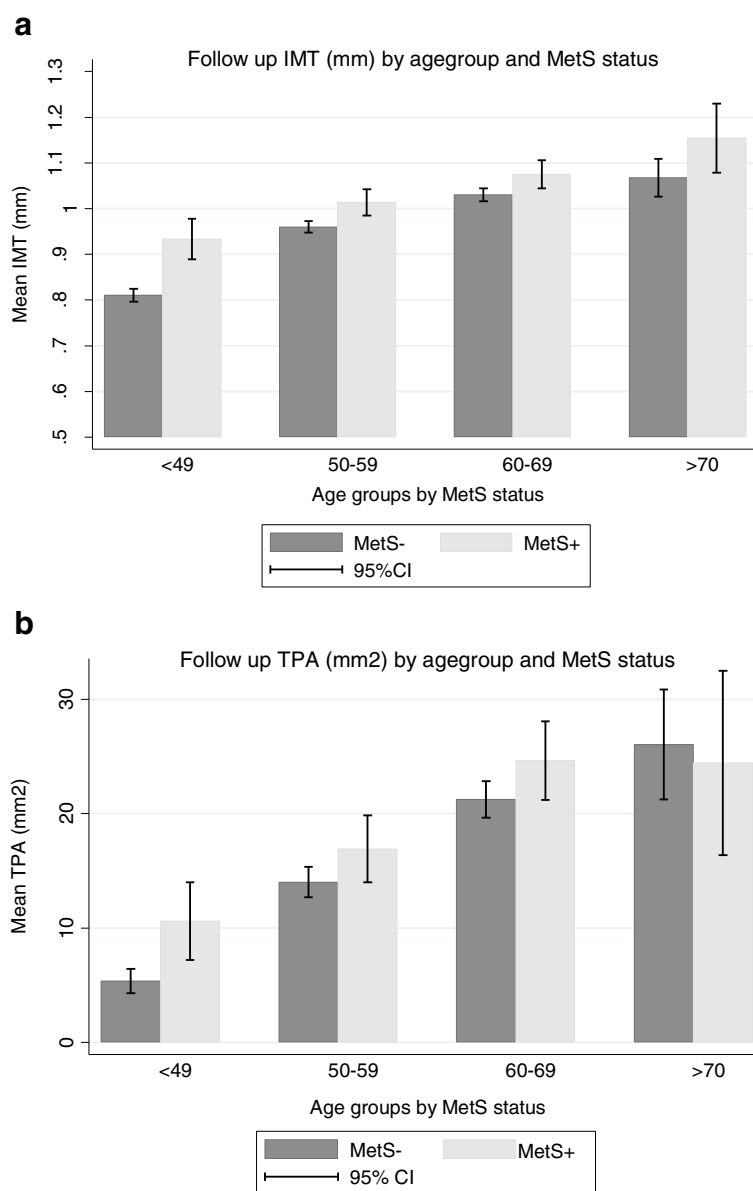 a
Follow up IMT (mm) by agegroup and MetS status
Mean IMT (mm)
1.3
1.2
1.1
1
.9
.8
.7
.6
.5
<49 50-59 60-69 >70
Age groups by MetS status
MetS- MetS+
95%CI
b
Follow up TPA (mm2) by agegroup and MetS status
Mean TPA (mm2)
30
20
10
0
<49 50-59 60-69 >70
Age groups by MetS status
MetS- MetS+
95% CI